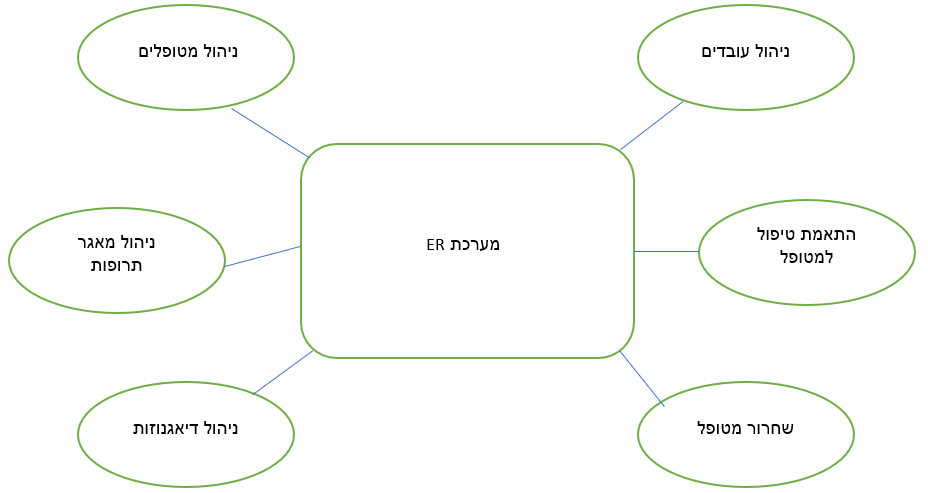 ניהול עובדים
ניהול מטופלים
התאמת טיפול
למטופל
מערכת ER
ניהול מאגר
תרופות
שחרור מטופל
ניהול דיאגנוזות